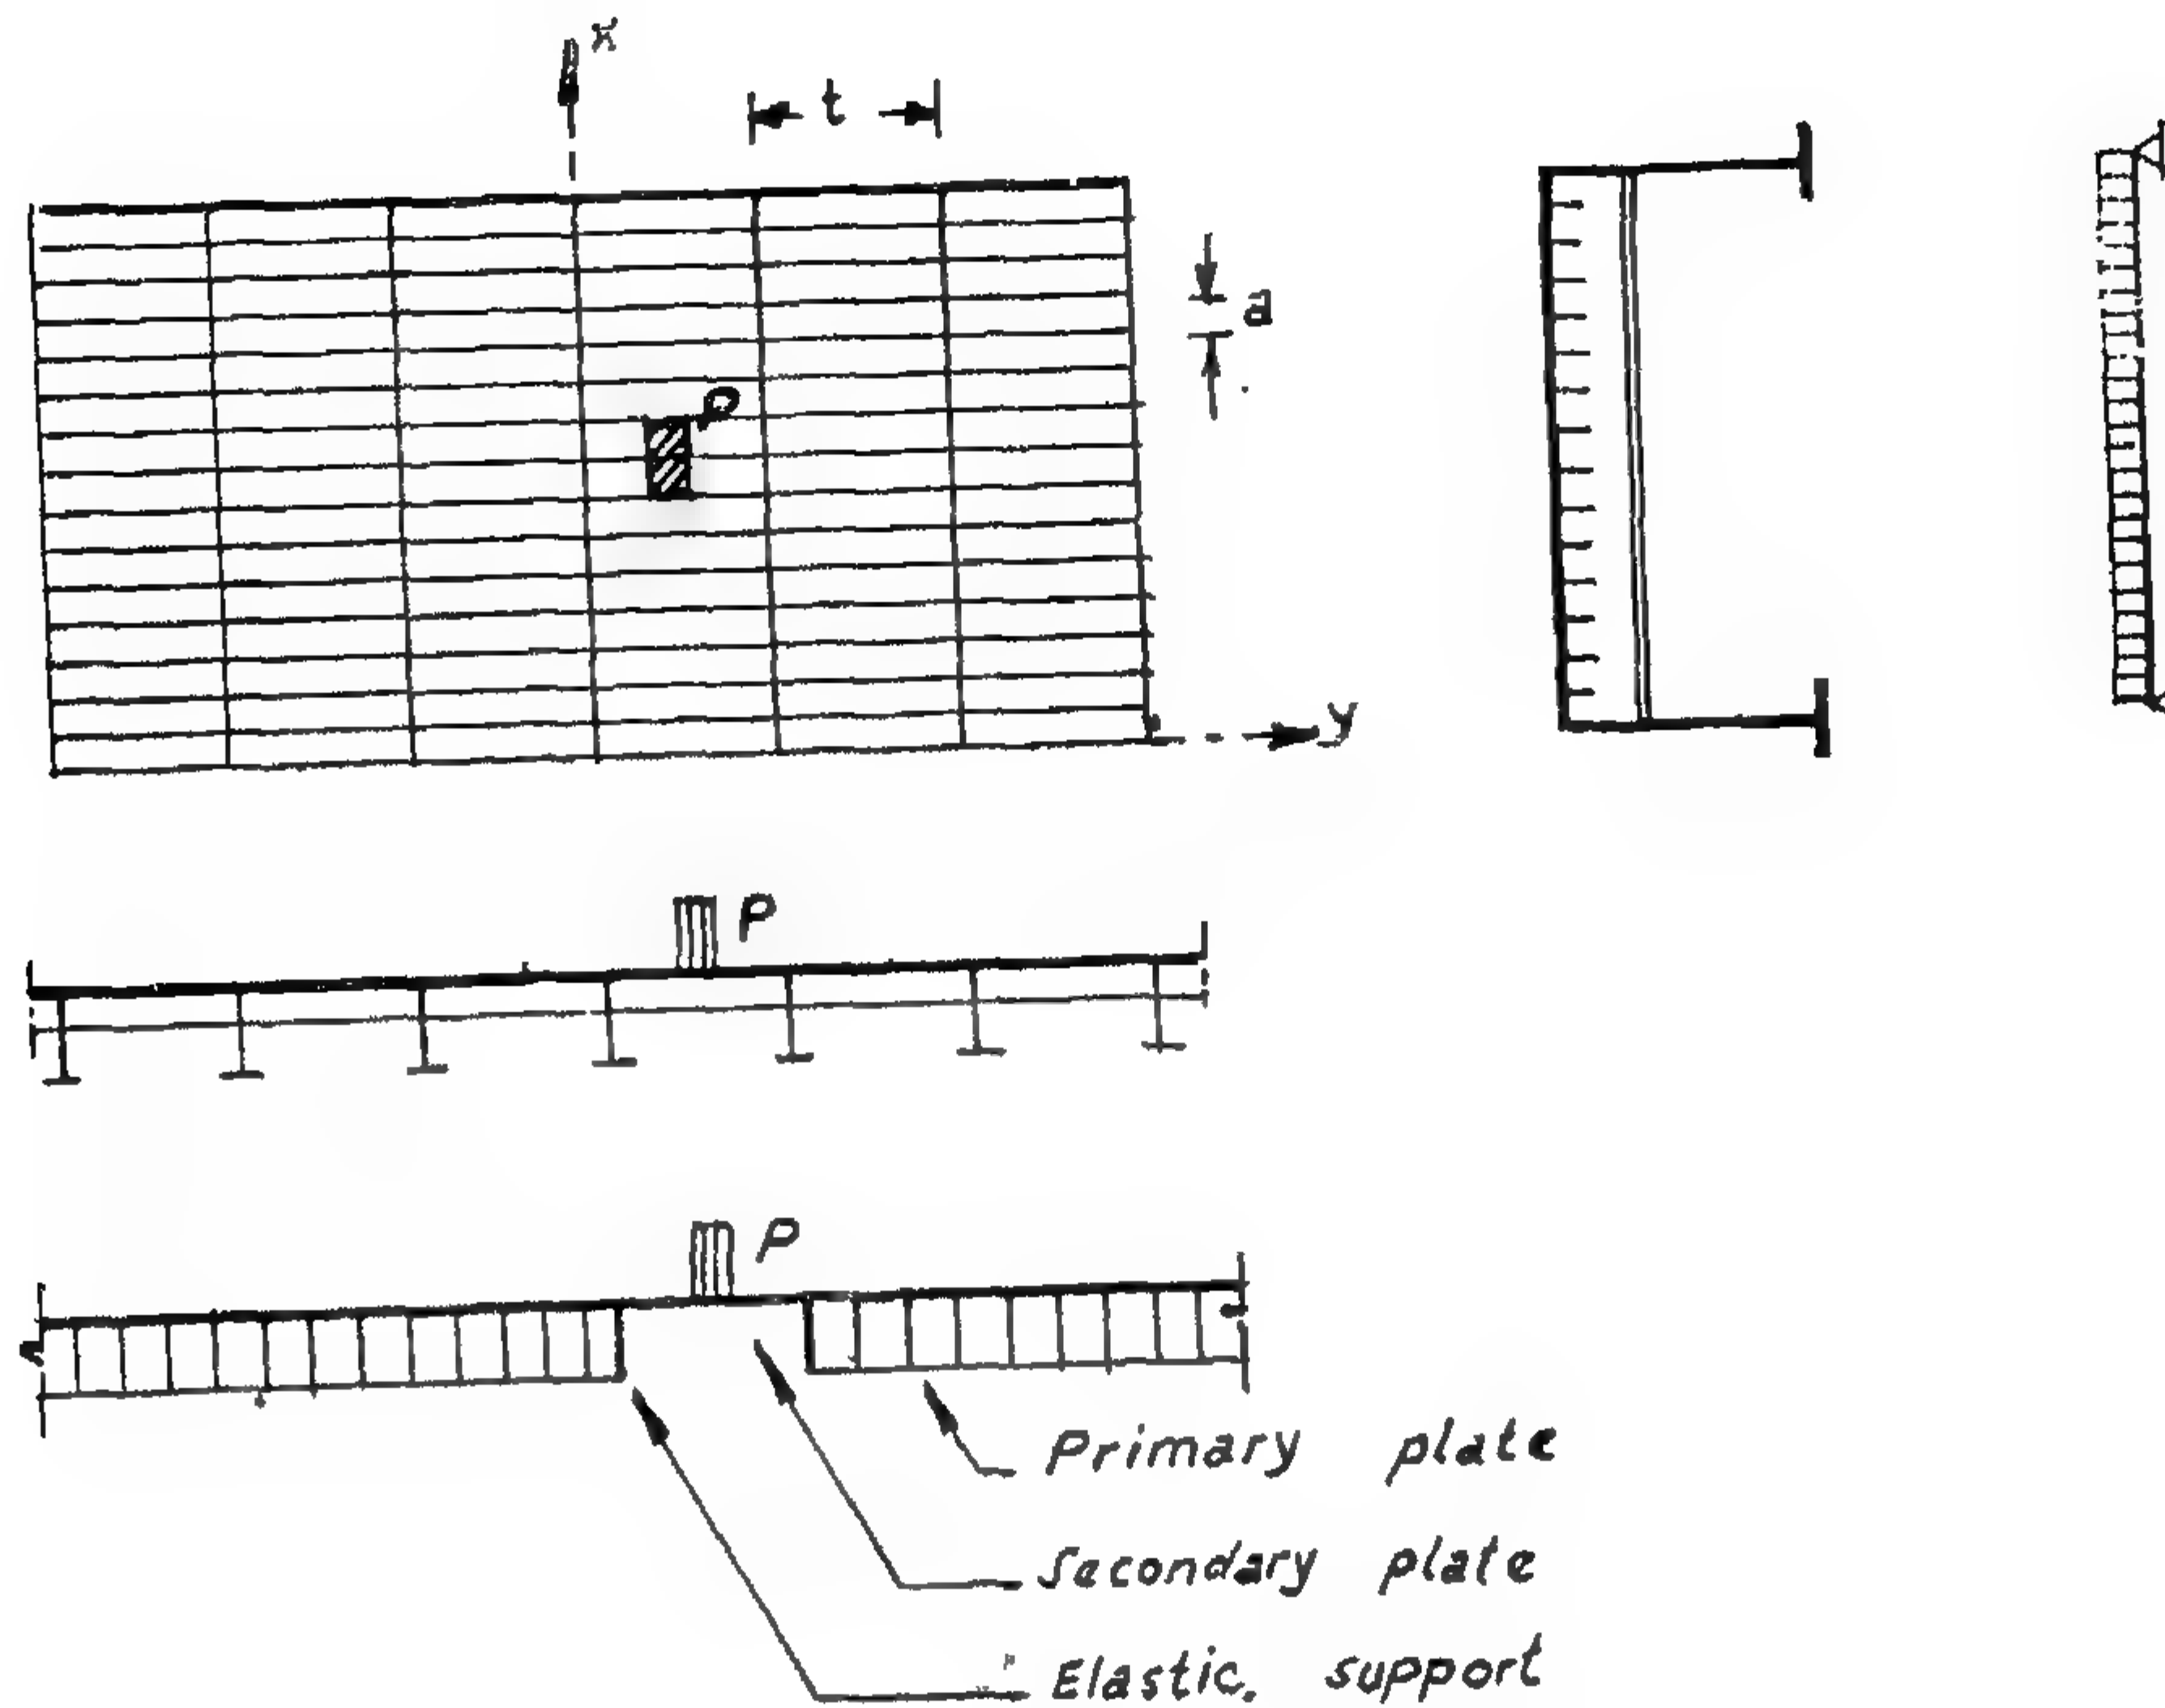 x
t
a
P
y
P
P
Primary plate
Secondary plate
Elastic support